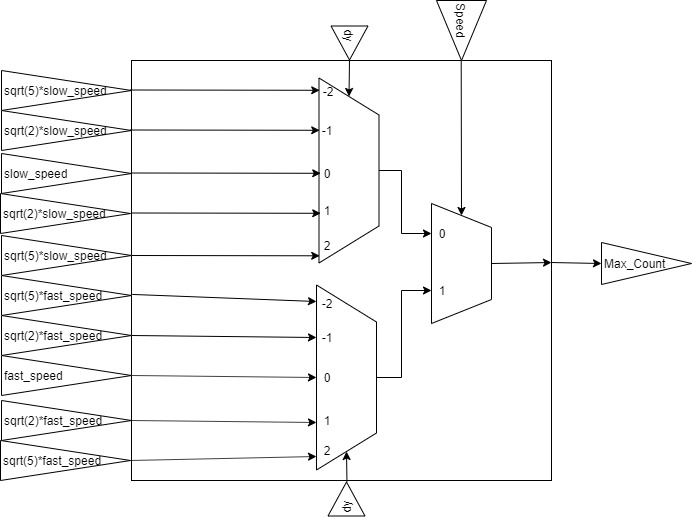 dy
Speed
sqrt(5)*slow_speed
-2
sqrt(2)*slow_speed
-1
slow_speed
0
sqrt(2)*slow_speed
1
sqrt(5)*slow_speed
2
0
Max_Count
1
sqrt(5)*fast_speed
-2
sqrt(2)*fast_speed
-1
fast_speed
0
sqrt(2)*fast_speed
1
sqrt(5)*fast_speed
2
dy